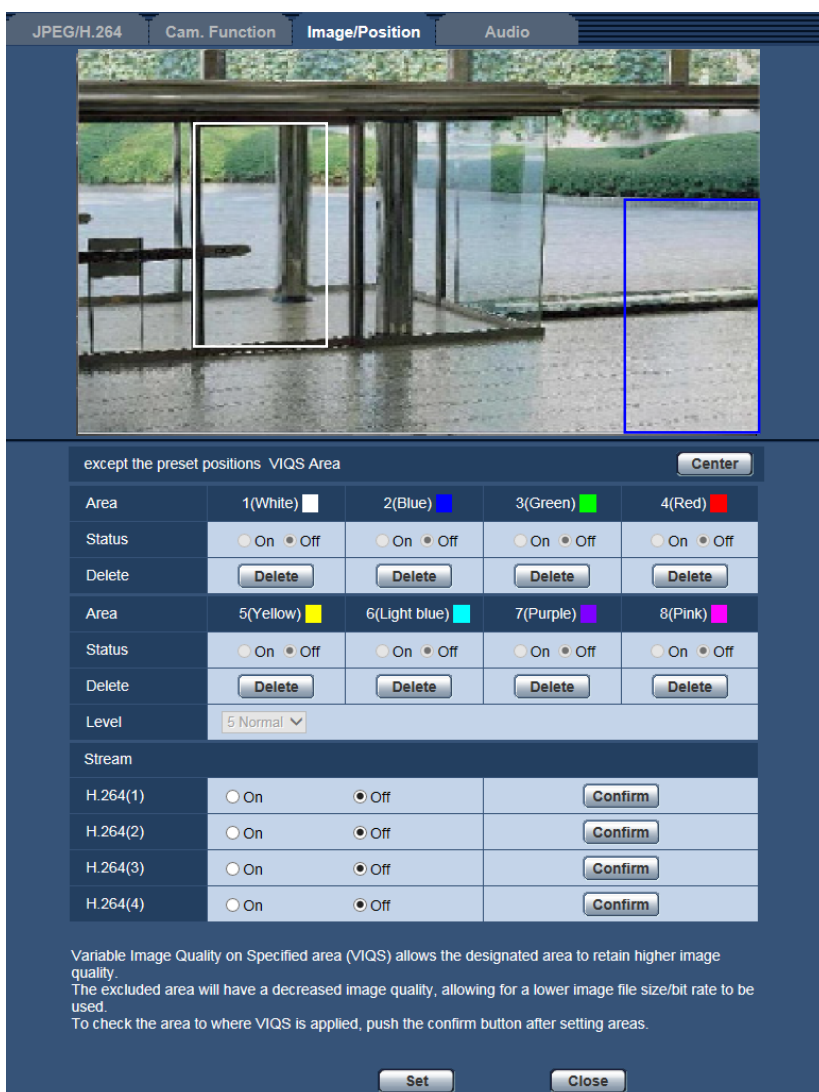 JPEG/H.264 Cam. Function Image/Position Audio
except the preset positions VIQS Area Center
Area 1(White) 2(Blue) 3(Green) 4(Red)
Status On Off On Off On Off On Off
Delete Delete Delete Delete Delete
Area 5(Yellow) 6(Light blue) 7(Purple) 8(Pink)
Status On Off On Off On Off On Off
Delete Delete Delete Delete Delete
Level 5 Normal
Stream
H.264(1) On Off Confirm
H.264(2) On Off Confirm
H.264(3) On Off Confirm
H.264(4) On Off Confirm
Variable Image Quality on Specified area (VIQS) allows the designated area to retain higher image
quality.
The excluded area will have a decreased image quality, allowing for a lower image file size/bit rate to be
used.
To check the area to where VIQS is applied, push the confirm button after setting areas.
Set Close